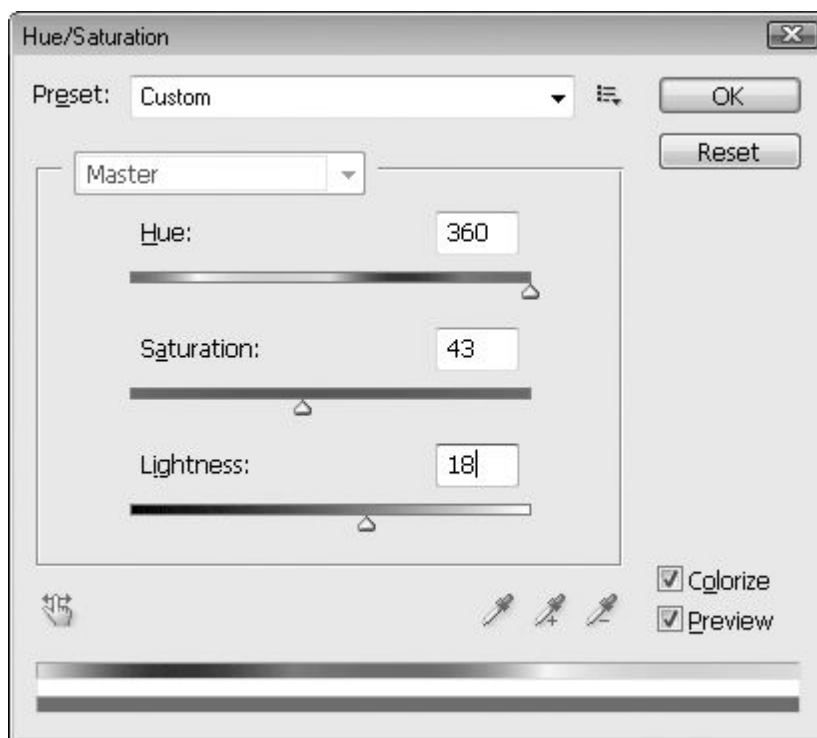 Hue/Saturation
Preset: Custom
OK
Reset
Master
Hue: 360
Saturation: 43
Lightness: 18
Colorize
Preview